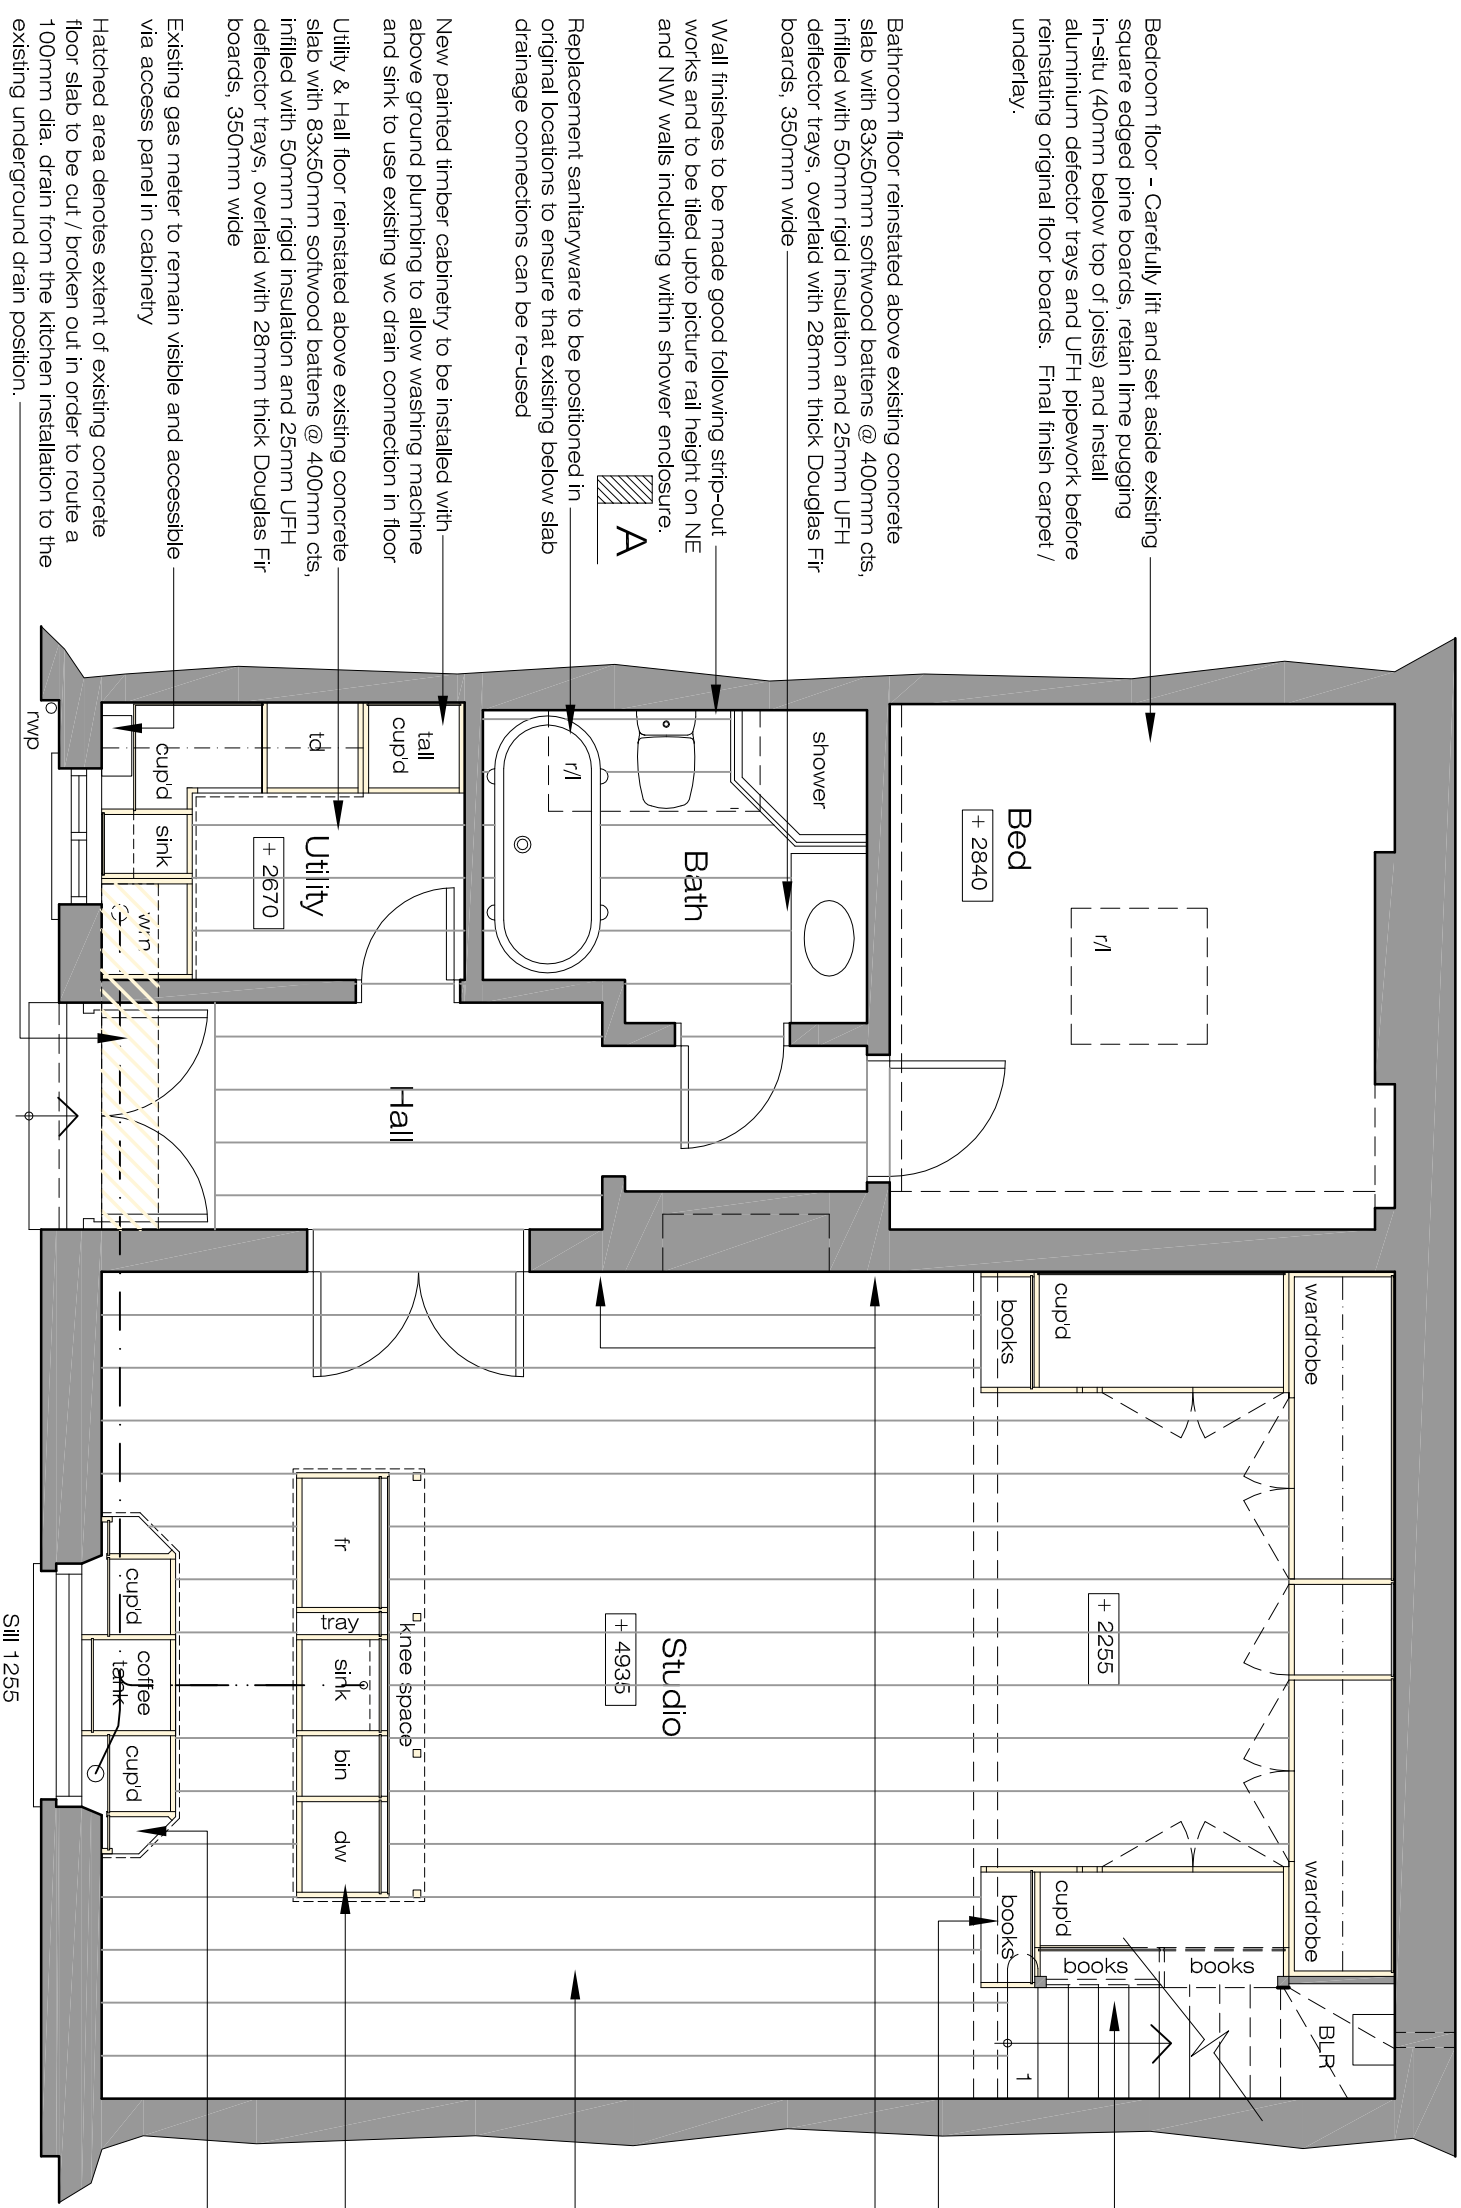 Bedroom floor - Carefully lift and set aside existing
square edged pine boards, retain lime pugging
in-situ (40mm below top of joists) and install
aluminium defector trays and UFH pipework before
reinstating original floor boards. Final finish carpet /
underlay.
Bathroom floor reinstated above existing concrete
slab with 83x50mm softwood battens @ 400mm cts,
infilled with 50mm rigid insulation and 25mm UFH
deflector trays, overlaid with 28mm thick Douglas Fir
boards, 350mm wide
Wall finishes to be made good following strip-out
works and to be tiled upto picture rail height on NE
and NW walls including within shower enclosure.
A
Replacement sanitaryware to be positioned in
original locations to ensure that existing below slab
drainage connections can be re-used
New painted timber cabinetry to be installed with
above ground plumbing to allow washing machine
and sink to use existing wc drain connection in floor
Utility & Hall floor reinstated above existing concrete
slab with 83x50mm softwood battens @ 400mm cts,
infilled with 50mm rigid insulation and 25mm UFH
deflector trays, overlaid with 28mm thick Douglas Fir
boards, 350mm wide
Existing gas meter to remain visible and accessible
via access panel in cabinetry
Hatched area denotes extent of existing concrete
floor slab to be cut / broken out in order to route a
100mm dia. drain from the kitchen installation to the
existing underground drain position.
Bed
+ 2840
r/l
shower
Bath
r/l
tall
cup'd
td
cup'd
sink
wm
Utility
+ 2670
rwp
Hall
wardrobe
cup'd
books
wardrobe
cup'd
books
books
books
BLR
1
+ 2255
Studio
+ 4935
knee space
fr
tray
sink
bin
dw
cup'd
coffee
tank
cup'd
Sill 1255